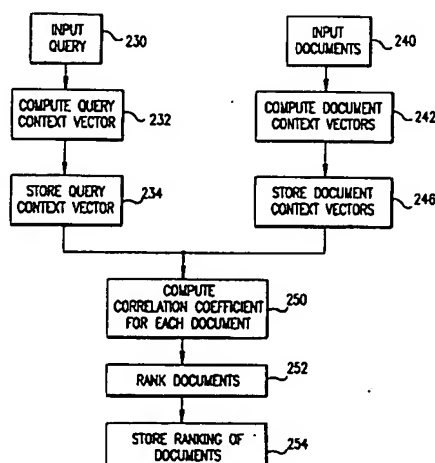 INPUT
QUERY
230
INPUT
DOCUMENTS
240
COMPUTE QUERY
CONTEXT VECTOR
232
COMPUTE DOCUMENT
CONTEXT VECTORS
242
STORE QUERY
CONTEXT VECTOR
234
STORE DOCUMENT
CONTEXT VECTORS
246
COMPUTE
CORRELATION COEFFICIENT
FOR EACH DOCUMENT
250
RANK DOCUMENTS
252
STORE RANKING OF
DOCUMENTS
254